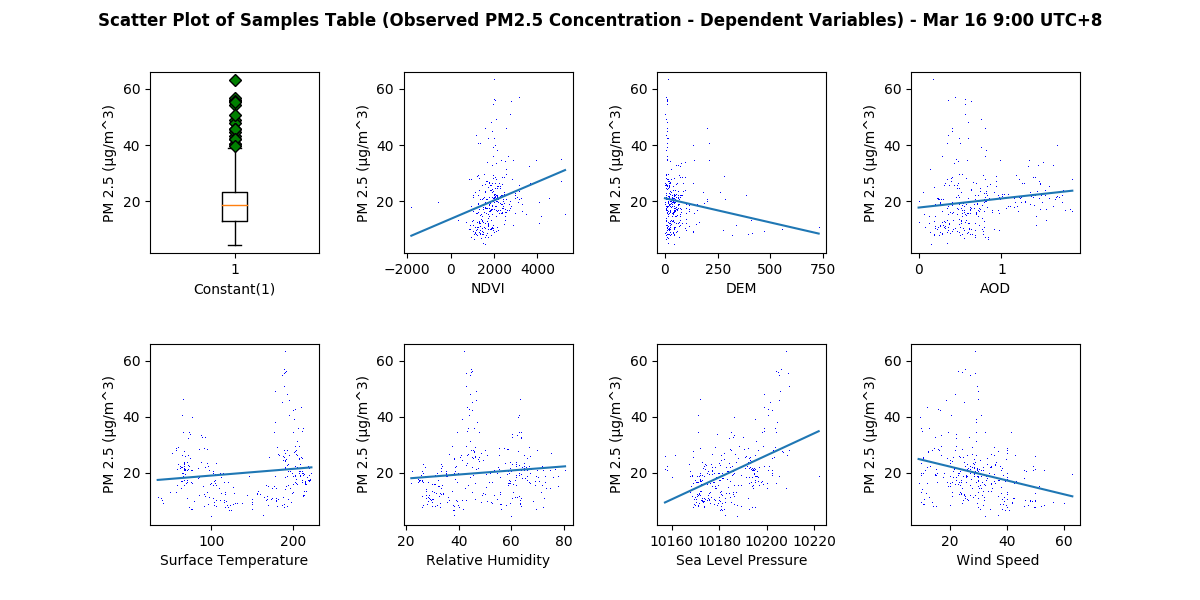 Scatter Plot of Samples Table (Observed PM2.5 Concentration - Dependent Variables) - Mar 16 9:00 UTC+8
PM 2.5 (μg/m^3)
60
40
20
1
Constant(1)
PM 2.5 (μg/m^3)
60
40
20
−2000 0 2000 4000
NDVI
PM 2.5 (μg/m^3)
60
40
20
0 250 500 750
DEM
PM 2.5 (μg/m^3)
60
40
20
0 1
AOD
PM 2.5 (μg/m^3)
60
40
20
100 200
Surface Temperature
PM 2.5 (μg/m^3)
60
40
20
20 40 60 80
Relative Humidity
PM 2.5 (μg/m^3)
60
40
20
10160 10180 10200 10220
Sea Level Pressure
PM 2.5 (μg/m^3)
60
40
20
20 40 60
Wind Speed